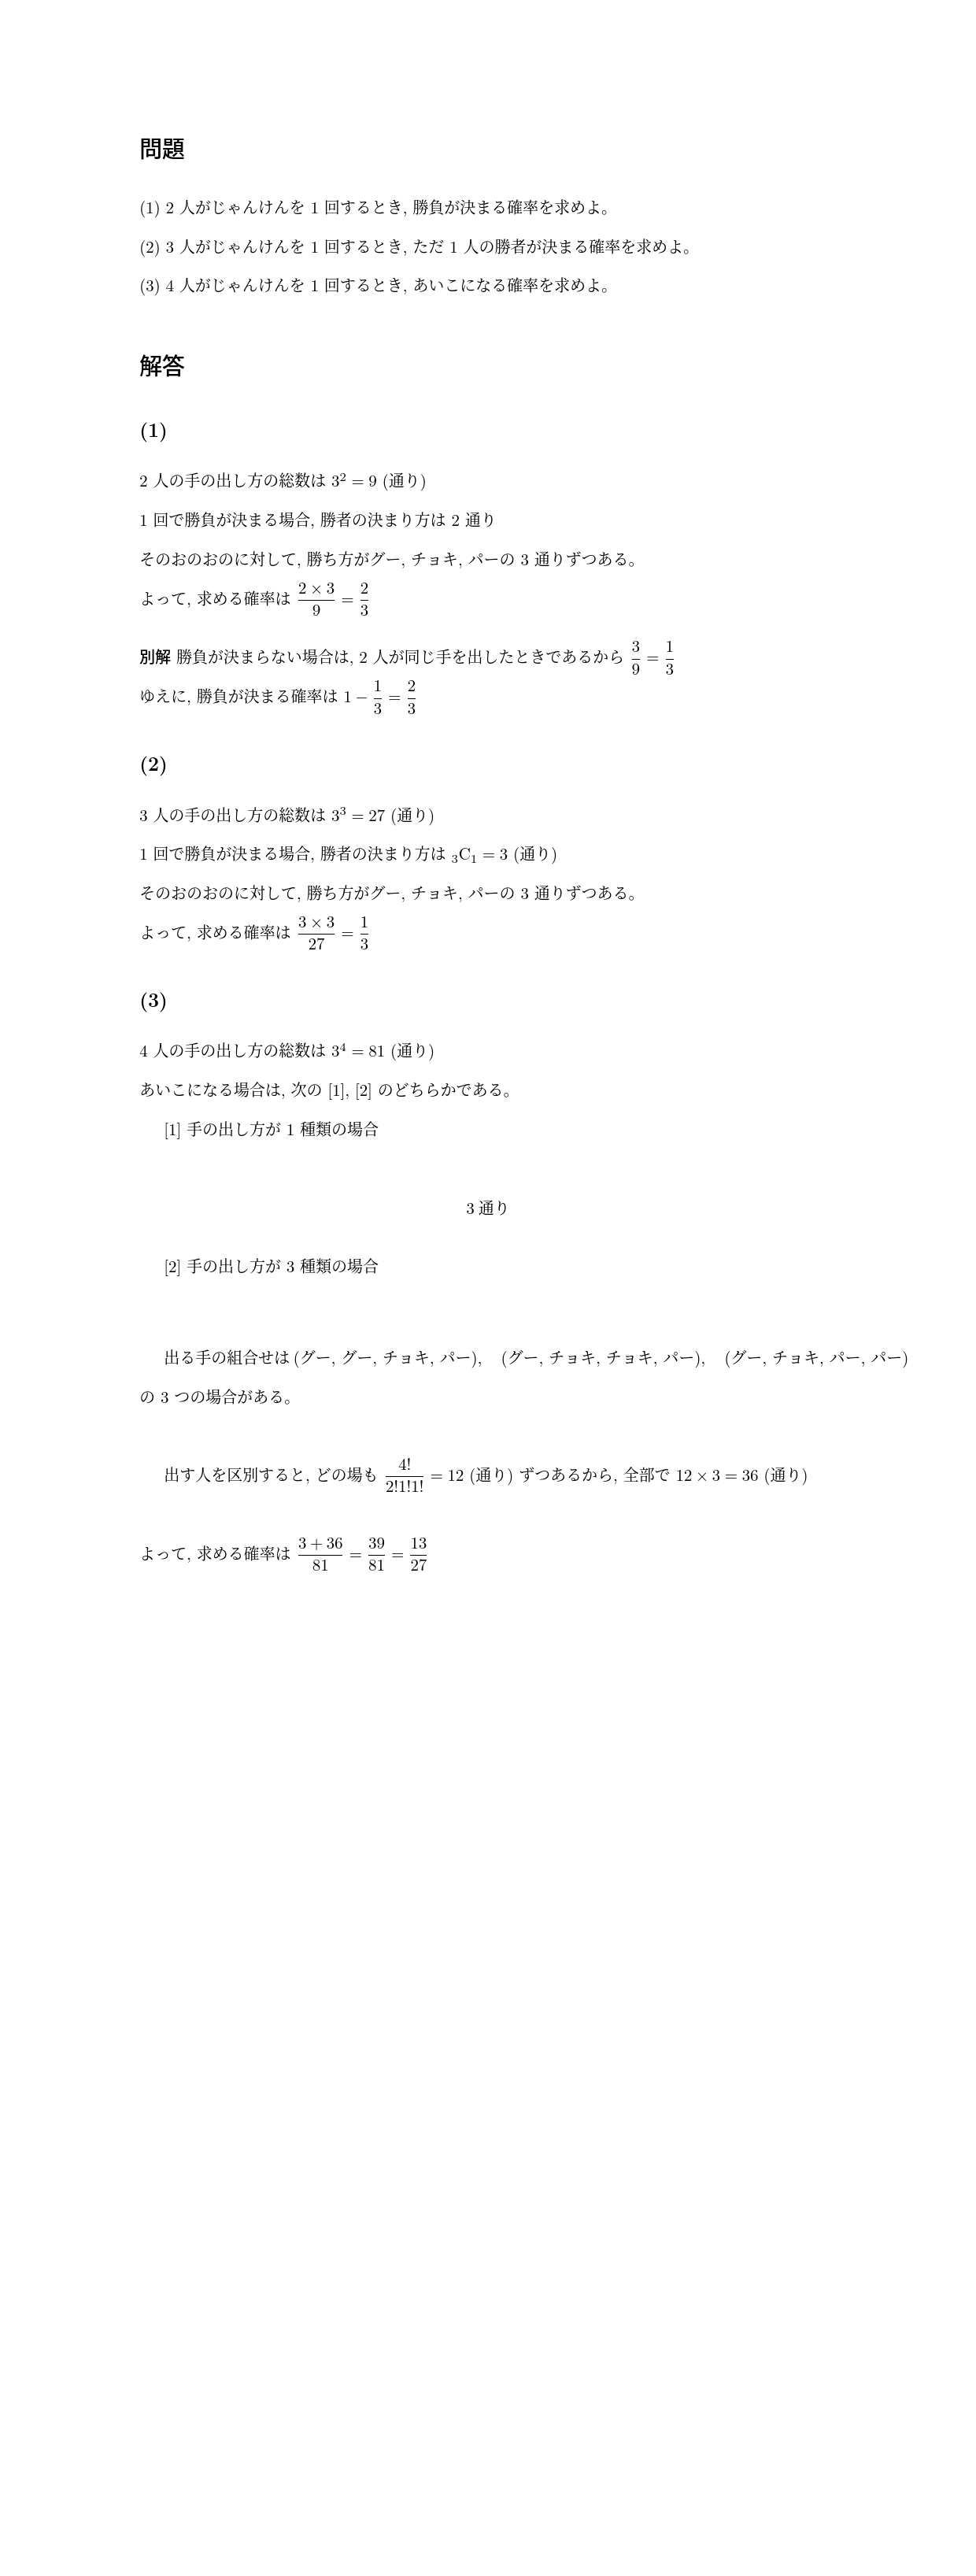 問題
(1) 2 人がじゃんけんを 1 回するとき, 勝負が決まる確率を求めよ。
(2) 3 人がじゃんけんを 1 回するとき, ただ 1 人の勝者が決まる確率を求めよ。
(3) 4 人がじゃんけんを 1 回するとき, あいこになる確率を求めよ。
解答
(1)
2 人の手の出し方の総数は $3^2 = 9$ (通り)
1 回で勝負が決まる場合, 勝者の決まり方は 2 通り
そのおのおのに対して, 勝ち方がグー, チョキ, パーの 3 通りずつある。
よって, 求める確率は $\dfrac{2 \times 3}{9} = \dfrac{2}{3}$
別解 勝負が決まらない場合は, 2 人が同じ手を出したときであるから $\dfrac{3}{9} = \dfrac{1}{3}$
ゆえに, 勝負が決まる確率は $1 - \dfrac{1}{3} = \dfrac{2}{3}$
(2)
3 人の手の出し方の総数は $3^3 = 27$ (通り)
1 回で勝負が決まる場合, 勝者の決まり方は ${}_3\mathrm{C}_1 = 3$ (通り)
そのおのおのに対して, 勝ち方がグー, チョキ, パーの 3 通りずつある。
よって, 求める確率は $\dfrac{3 \times 3}{27} = \dfrac{1}{3}$
(3)
4 人の手の出し方の総数は $3^4 = 81$ (通り)
あいこになる場合は, 次の [1], [2] のどちらかである。
[1] 手の出し方が 1 種類の場合
3 通り
[2] 手の出し方が 3 種類の場合
出る手の組合せは (グー, グー, チョキ, パー), (グー, チョキ, チョキ, パー), (グー, チョキ, パー, パー)
の 3 つの場合がある。
出す人を区別すると, どの場も $\dfrac{4!}{2!1!1!} = 12$ (通り) ずつあるから, 全部で $12 \times 3 = 36$ (通り)
よって, 求める確率は $\dfrac{3 + 36}{81} = \dfrac{39}{81} = \dfrac{13}{27}$